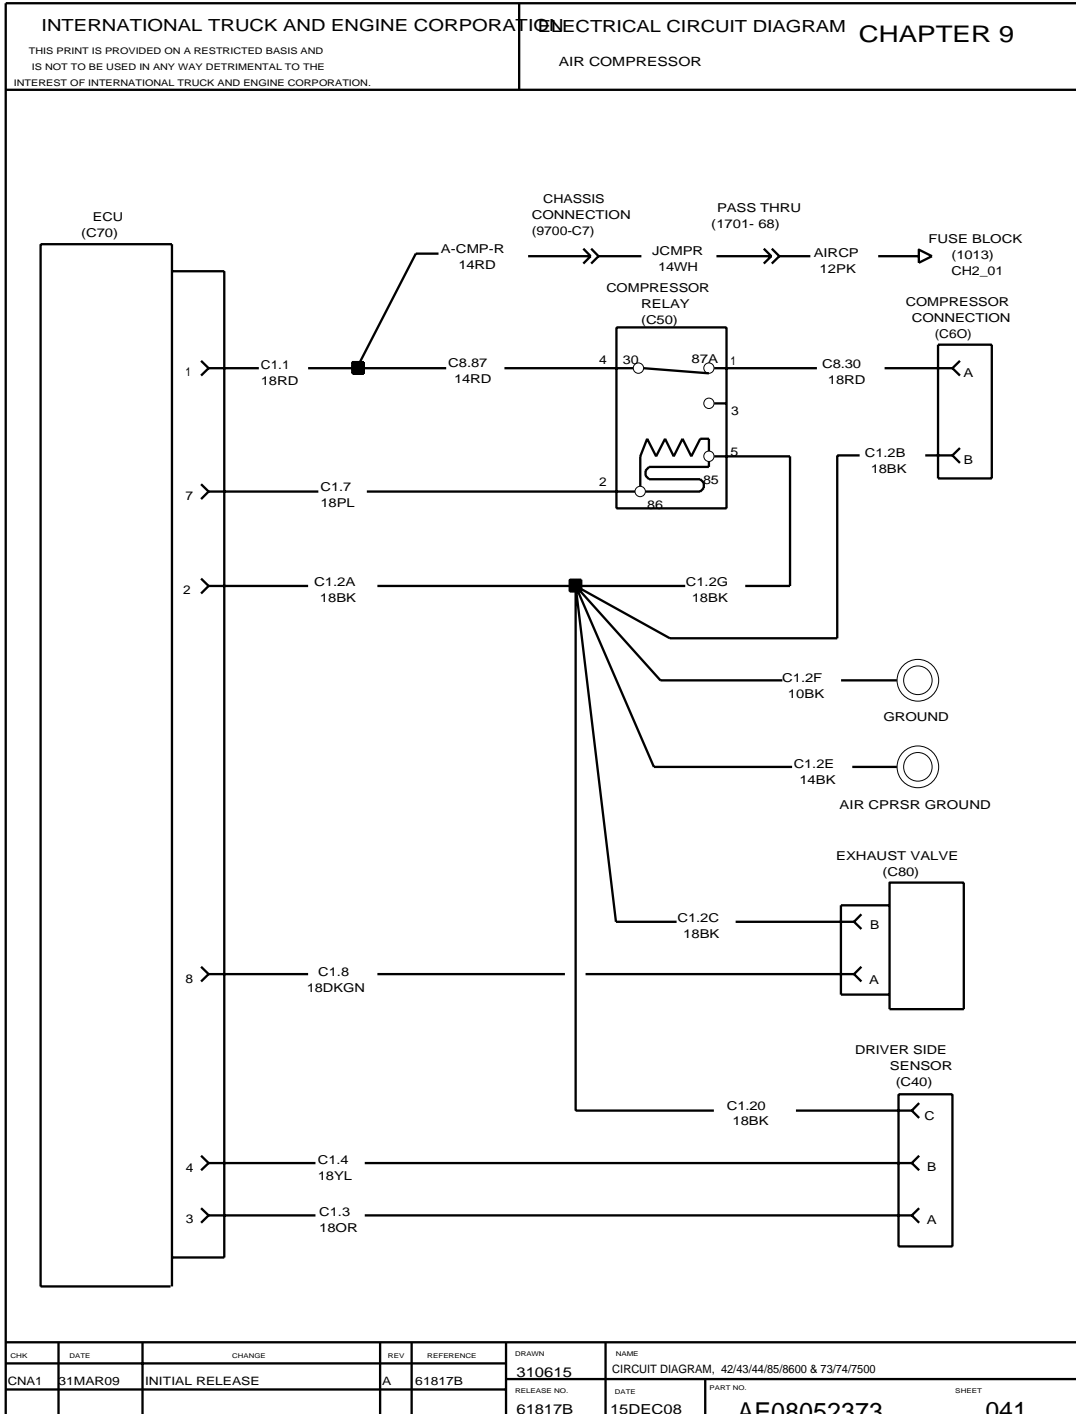 INTERNATIONAL TRUCK AND ENGINE CORPORATION
THIS PRINT IS PROVIDED ON A RESTRICTED BASIS AND
IS NOT TO BE USED IN ANY WAY DETRIMENTAL TO THE
INTEREST OF INTERNATIONAL TRUCK AND ENGINE CORPORATION.
ELECTRICAL CIRCUIT DIAGRAM
CHAPTER 9
AIR COMPRESSOR
ECU
(C70)
CHASSIS
CONNECTION
(9700-C7)
PASS THRU
(1701- 68)
FUSE BLOCK
(1013)
CH2_01
A-CMP-R
14RD
JCMPR
14WH
AIRCP
12PK
COMPRESSOR
RELAY
(C50)
COMPRESSOR
CONNECTION
(C6O)
1
C1.1
18RD
C8.87
14RD
4
30
87A
1
C8.30
18RD
A
3
5
85
C1.2B
18BK
B
7
C1.7
18PL
2
86
2
C1.2A
18BK
C1.2G
18BK
C1.2F
10BK
GROUND
C1.2E
14BK
AIR CPRSR GROUND
EXHAUST VALVE
(C80)
C1.2C
18BK
B
8
C1.8
18DKGN
A
DRIVER SIDE
SENSOR
(C40)
C1.20
18BK
C
4
C1.4
18YL
B
3
C1.3
18OR
A
CHK DATE CHANGE REV REFERENCE
CNA1 31MAR09 INITIAL RELEASE A 61817B
DRAWN
310615
NAME
CIRCUIT DIAGRAM, 42/43/44/85/8600 & 73/74/7500
RELEASE NO.
61817B
DATE
15DEC08
PART NO.
AF08052373
SHEET
041